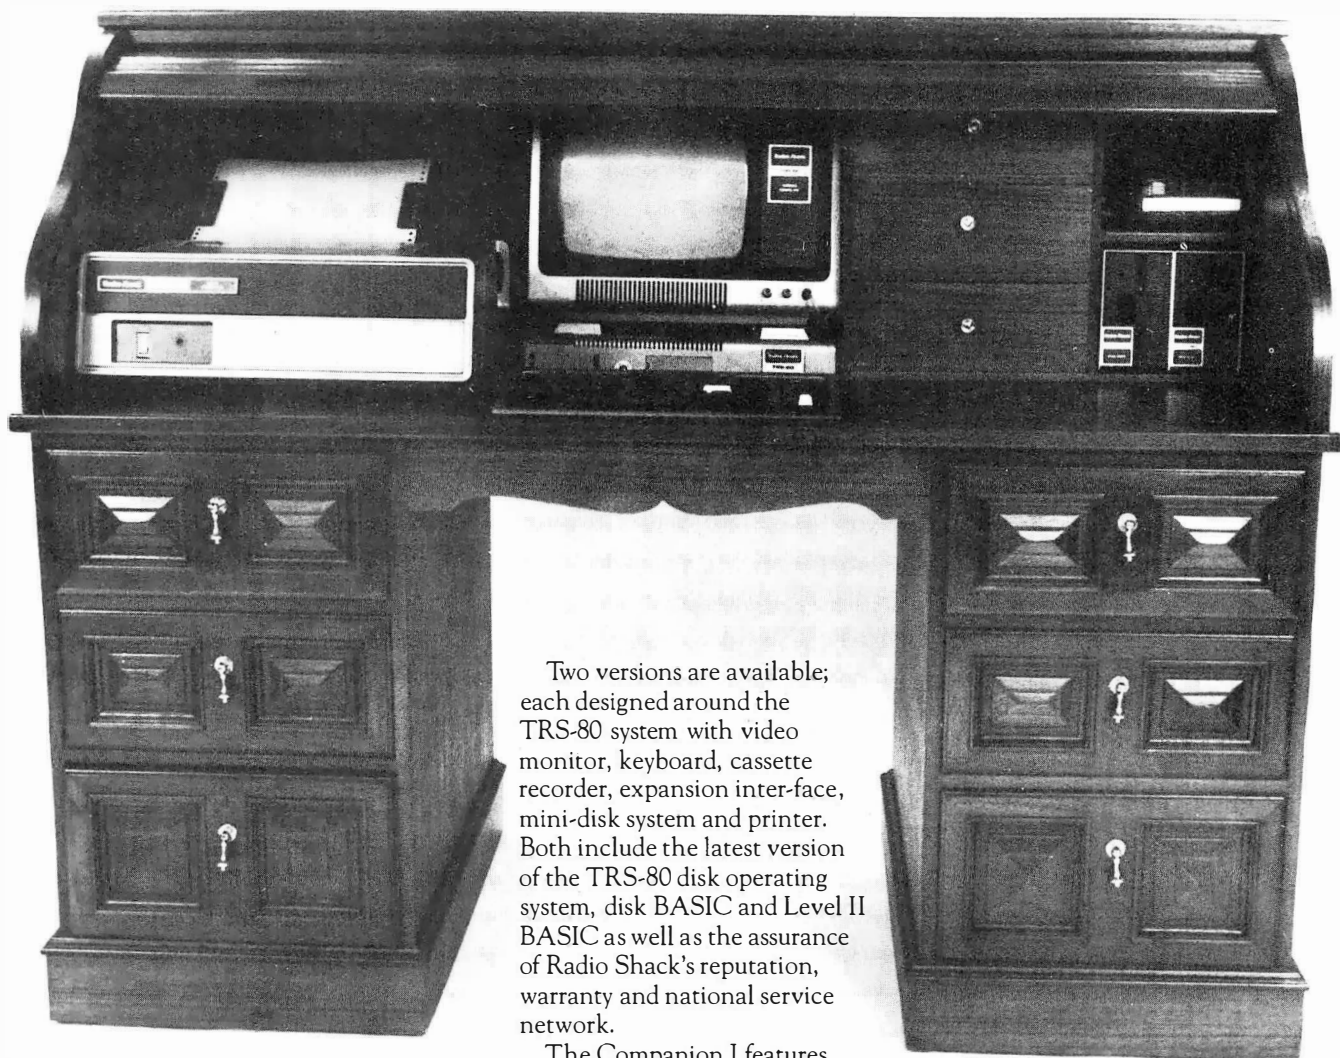 Two versions are available;
each designed around the
TRS-80 system with video
monitor, keyboard, cassette
recorder, expansion inter-face,
mini-disk system and printer.
Both include the latest version
of the TRS-80 disk operating
system, disk BASIC and Level II
BASIC as well as the assurance
of Radio Shack's reputation,
warranty and national service
network.
The Companion I features